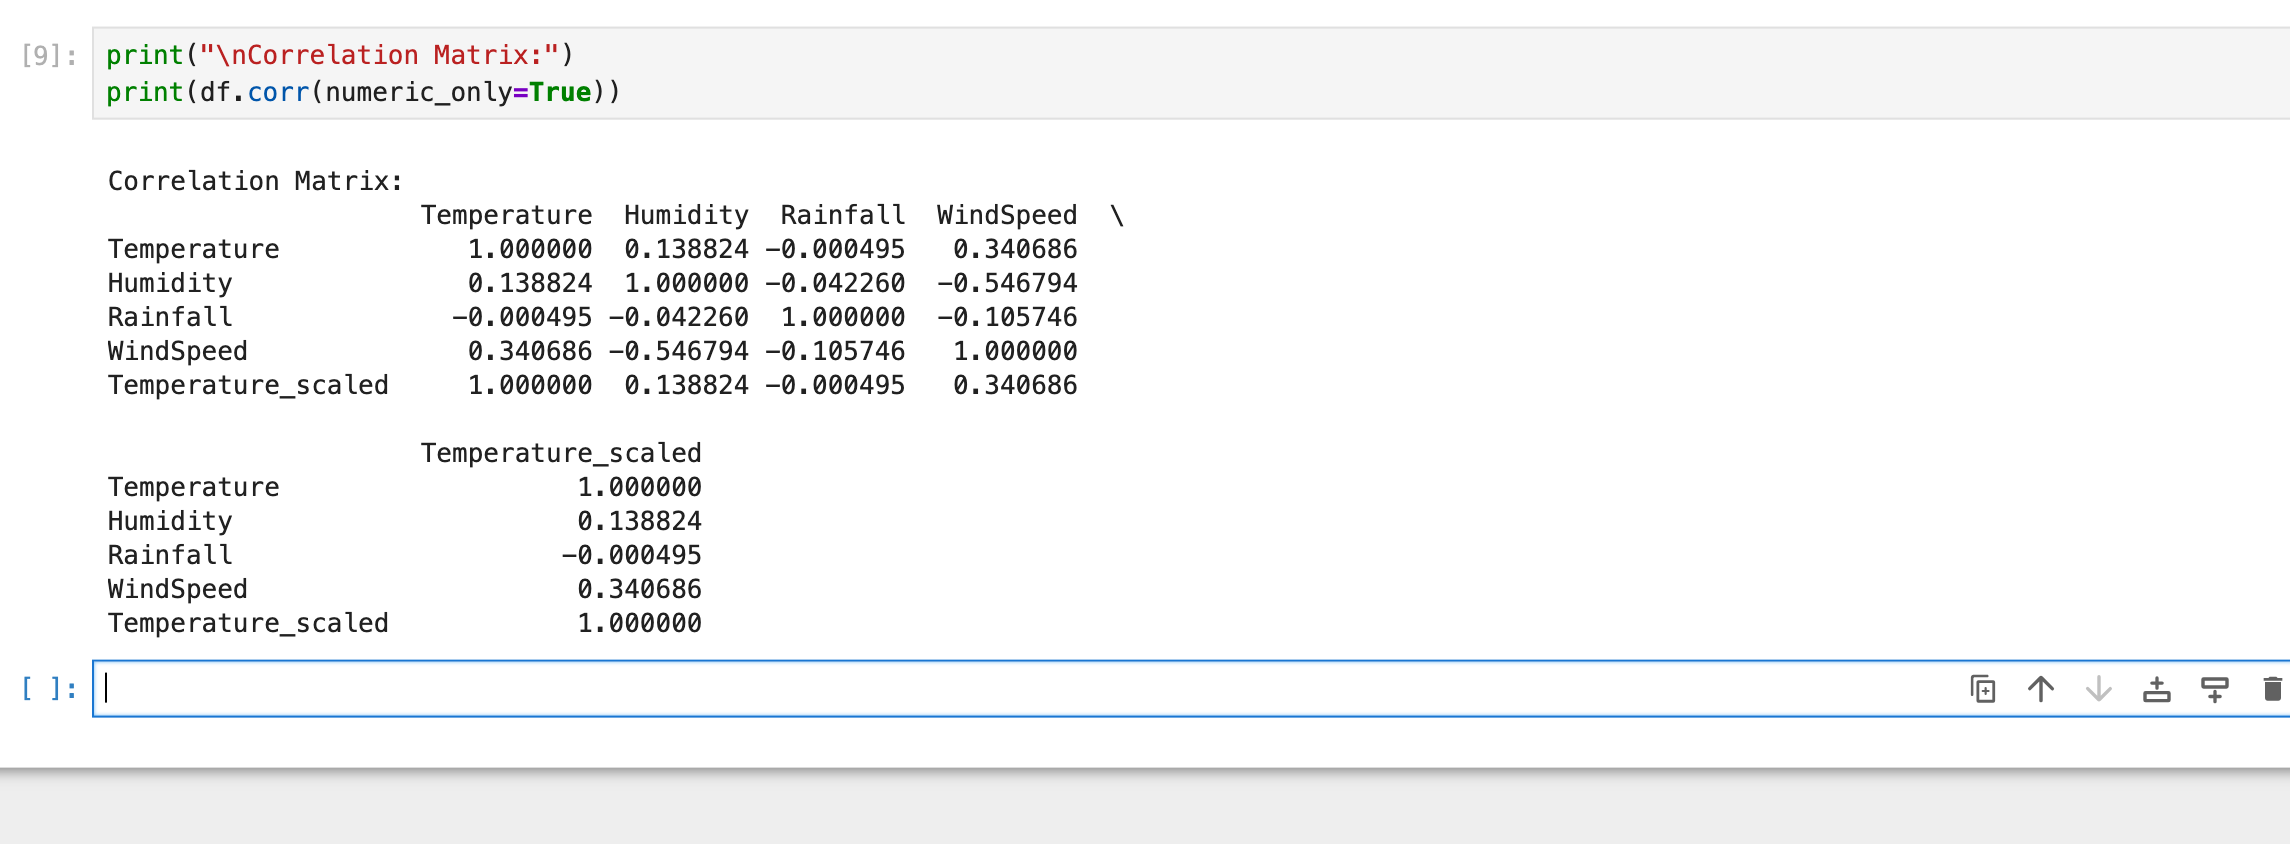 [9]: print("\nCorrelation Matrix:")
print(df.corr(numeric_only=True))
Correlation Matrix:
Temperature Humidity Rainfall WindSpeed \
Temperature 1.000000 0.138824 -0.000495 0.340686
Humidity 0.138824 1.000000 -0.042260 -0.546794
Rainfall -0.000495 -0.042260 1.000000 -0.105746
WindSpeed 0.340686 -0.546794 -0.105746 1.000000
Temperature_scaled 1.000000 0.138824 -0.000495 0.340686
Temperature_scaled
Temperature 1.000000
Humidity 0.138824
Rainfall -0.000495
WindSpeed 0.340686
Temperature_scaled 1.000000
[ ]: